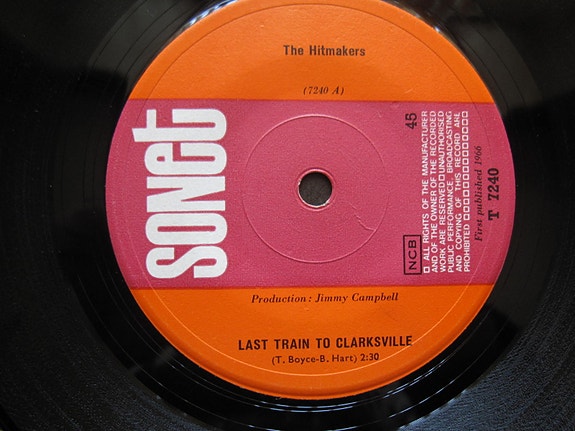 The Hitmakers
(7240 A)
SONET
45
NCB
□ ALL RIGHTS OF THE MANUFACTURER
AND OF THE OWNER OF THE RECORDED
WORK ARE RESERVED□UNAUTHORISED
PUBLIC PERFORMANCE, BROADCASTING
AND COPYING OF THIS RECORD ARE
PROHIBITED □□□□□□□□□□□□
First published 1966
T 7240
Production: Jimmy Campbell
LAST TRAIN TO CLARKSVILLE
(T. Boyce-B. Hart) 2:30